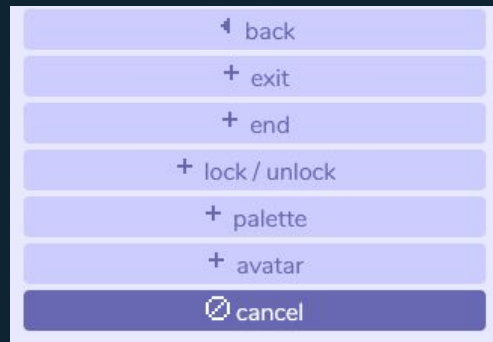 back
+ exit
+ end
+ lock / unlock
+ palette
+ avatar
cancel